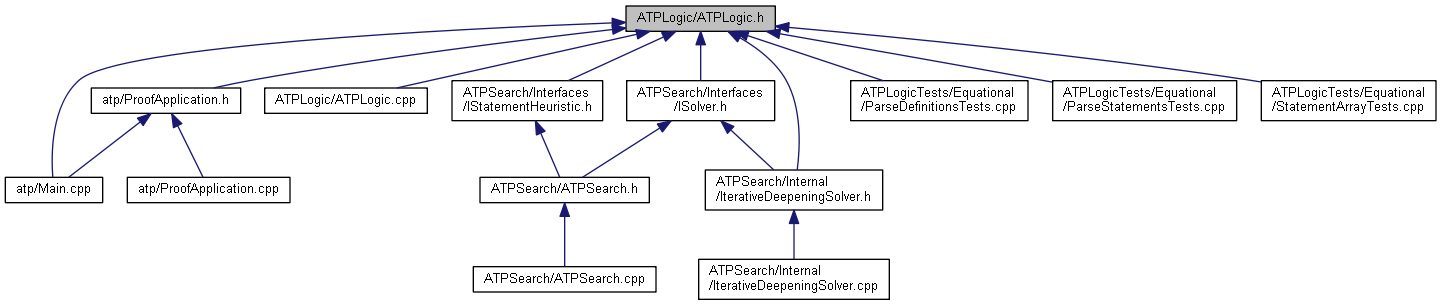 ATPLogic/ATPLogic.h
atp/ProofApplication.h
ATPLogic/ATPLogic.cpp
ATPSearch/Interfaces
/IStatementHeuristic.h
ATPSearch/Interfaces
/ISolver.h
ATPLogicTests/Equational
/ParseDefinitionsTests.cpp
ATPLogicTests/Equational
/ParseStatementsTests.cpp
ATPLogicTests/Equational
/StatementArrayTests.cpp
atp/Main.cpp
atp/ProofApplication.cpp
ATPSearch/ATPSearch.h
ATPSearch/Internal
/IterativeDeepeningSolver.h
ATPSearch/ATPSearch.cpp
ATPSearch/Internal
/IterativeDeepeningSolver.cpp